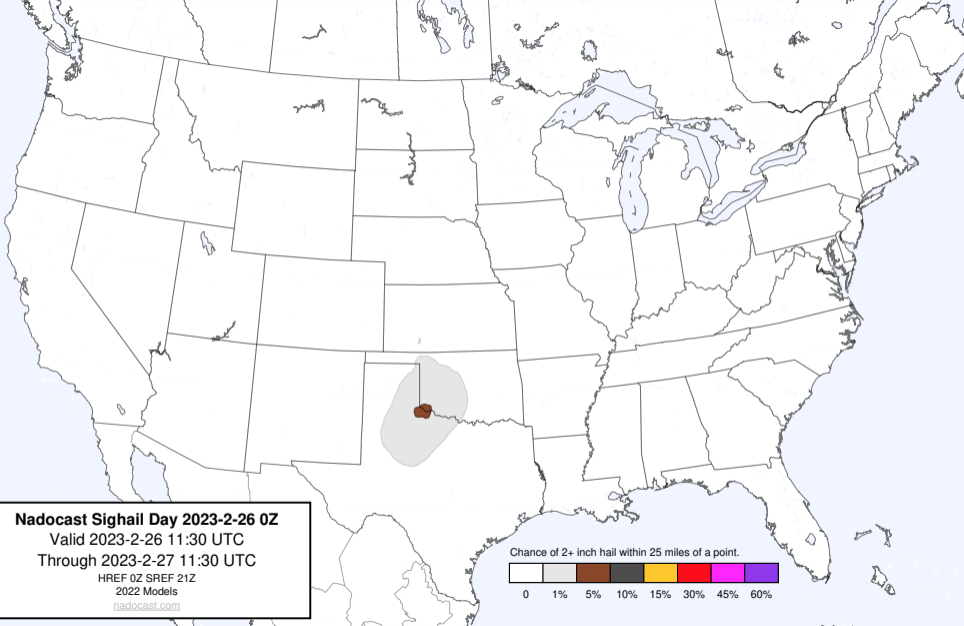 Nadocast Sighail Day 2023-2-26 0Z
Valid 2023-2-26 11:30 UTC
Through 2023-2-27 11:30 UTC
HREF 0Z SREF 21Z
2022 Models
nadocast.com
Chance of 2+ inch hail within 25 miles of a point.
0 1% 5% 10% 15% 30% 45% 60%